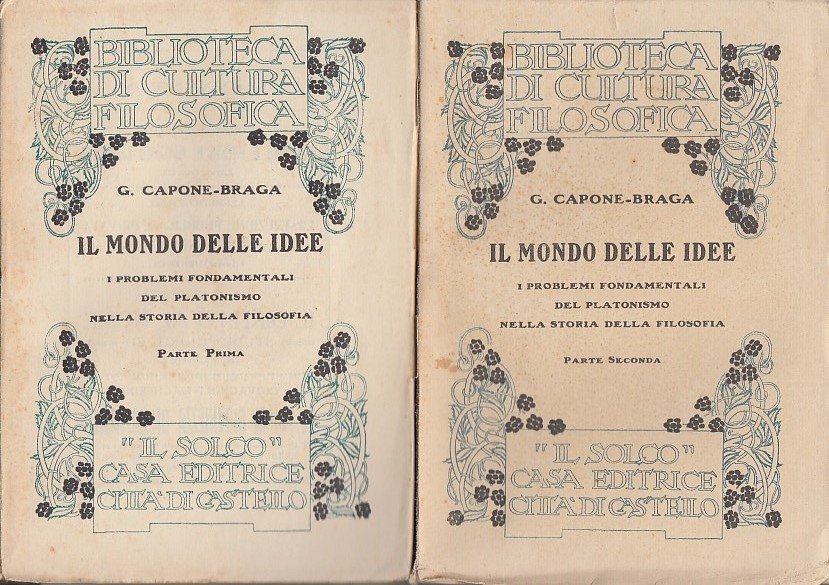 BIBLIOTECA
DI CULTURA
FILOSOFICA
G. CAPONE-BRAGA
IL MONDO DELLE IDEE
I PROBLEMI FONDAMENTALI
DEL PLATONISMO
NELLA STORIA DELLA FILOSOFIA
PARTE PRIMA
"IL SOLCO"
CASA EDITRICE
CITTÀ DI CASTELLO
BIBLIOTECA
DI CULTURA
FILOSOFICA
G. CAPONE-BRAGA
IL MONDO DELLE IDEE
I PROBLEMI FONDAMENTALI
DEL PLATONISMO
NELLA STORIA DELLA FILOSOFIA
PARTE SECONDA
"IL SOLCO"
CASA EDITRICE
CITTÀ DI CASTELLO